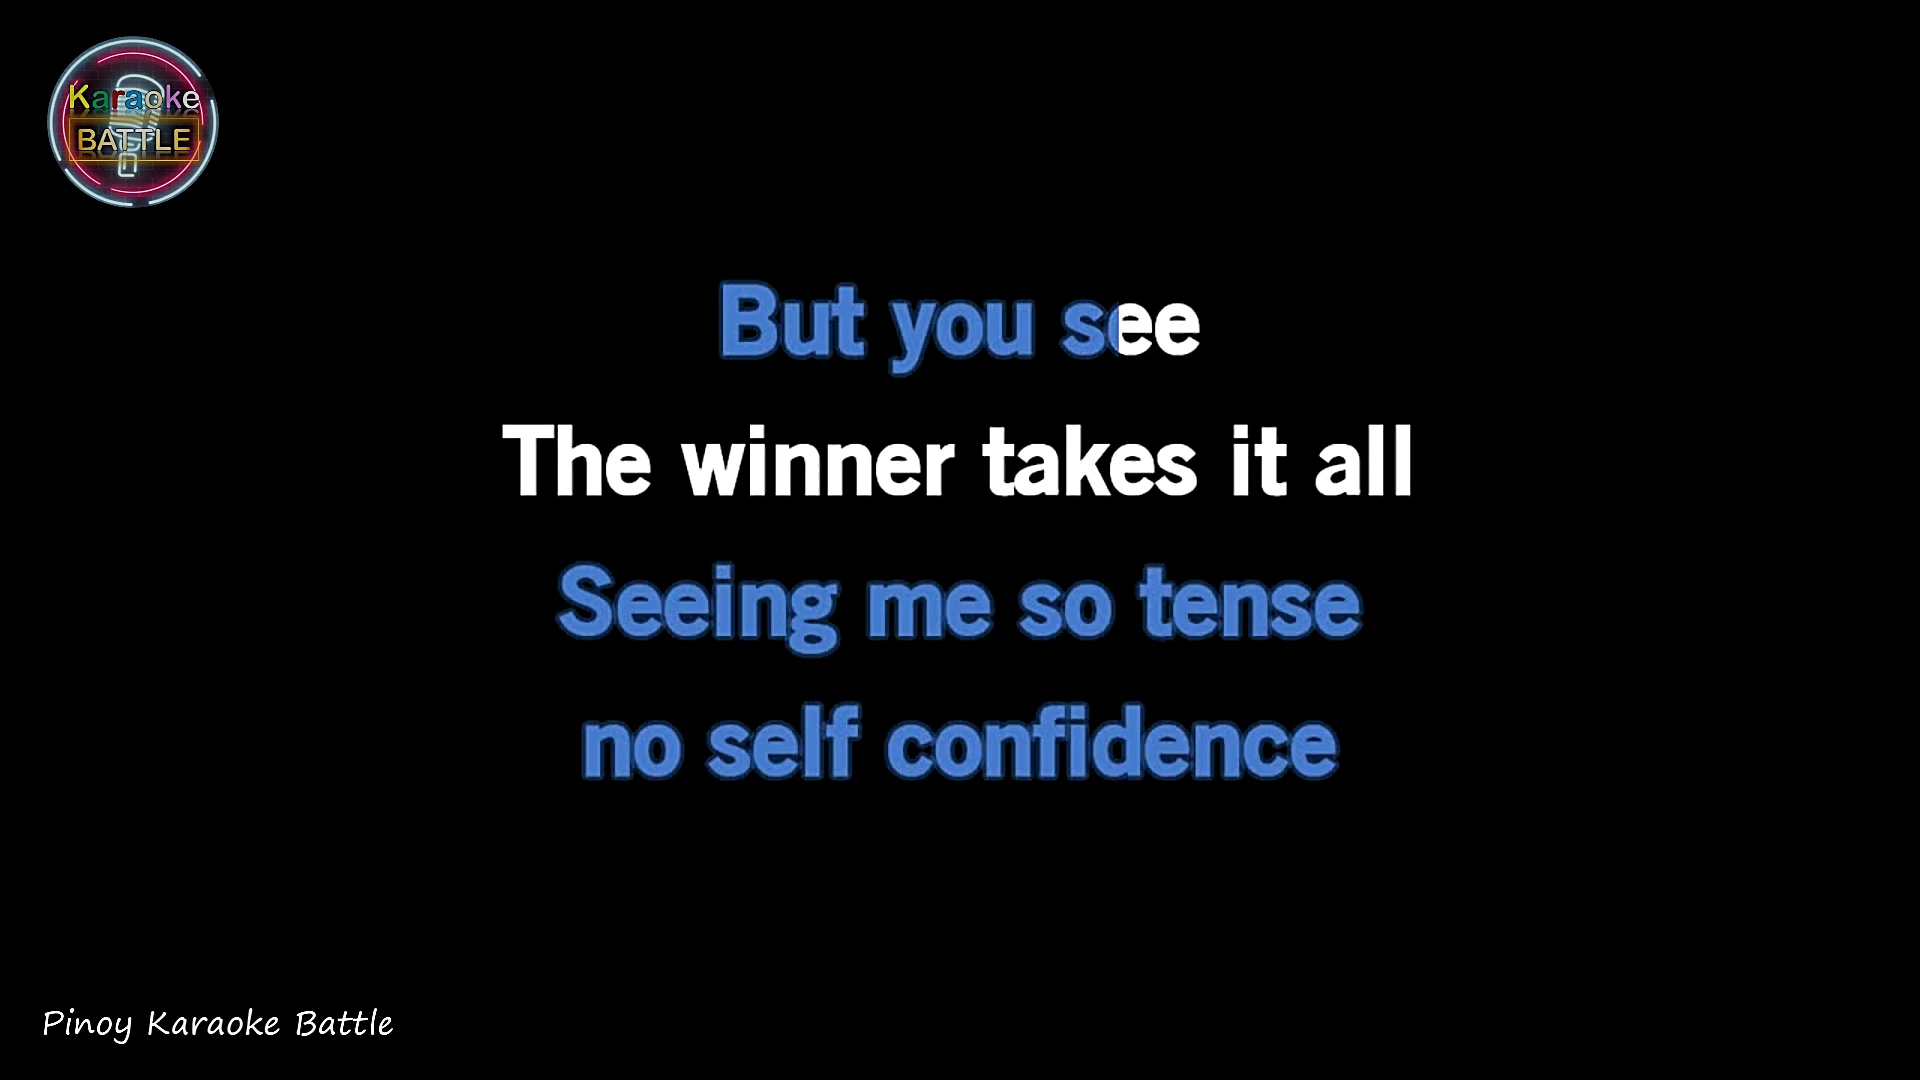 Karaoke
BATTLE
But you see
The winner takes it all
Seeing me so tense
no self confidence
Pinoy Karaoke Battle